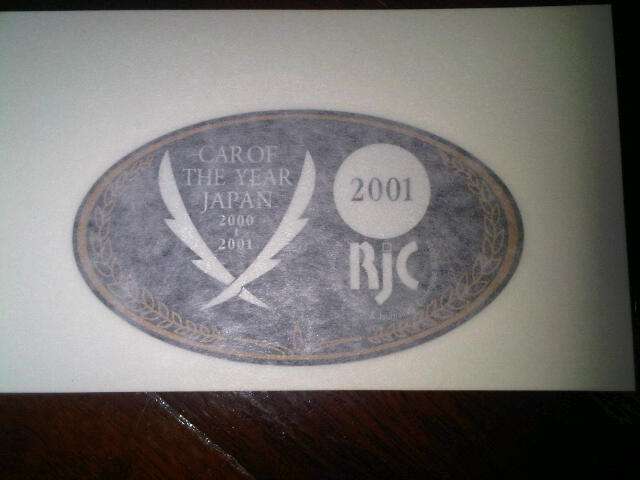 CAR OF
THE YEAR
JAPAN
2000
2001
2001
RJC